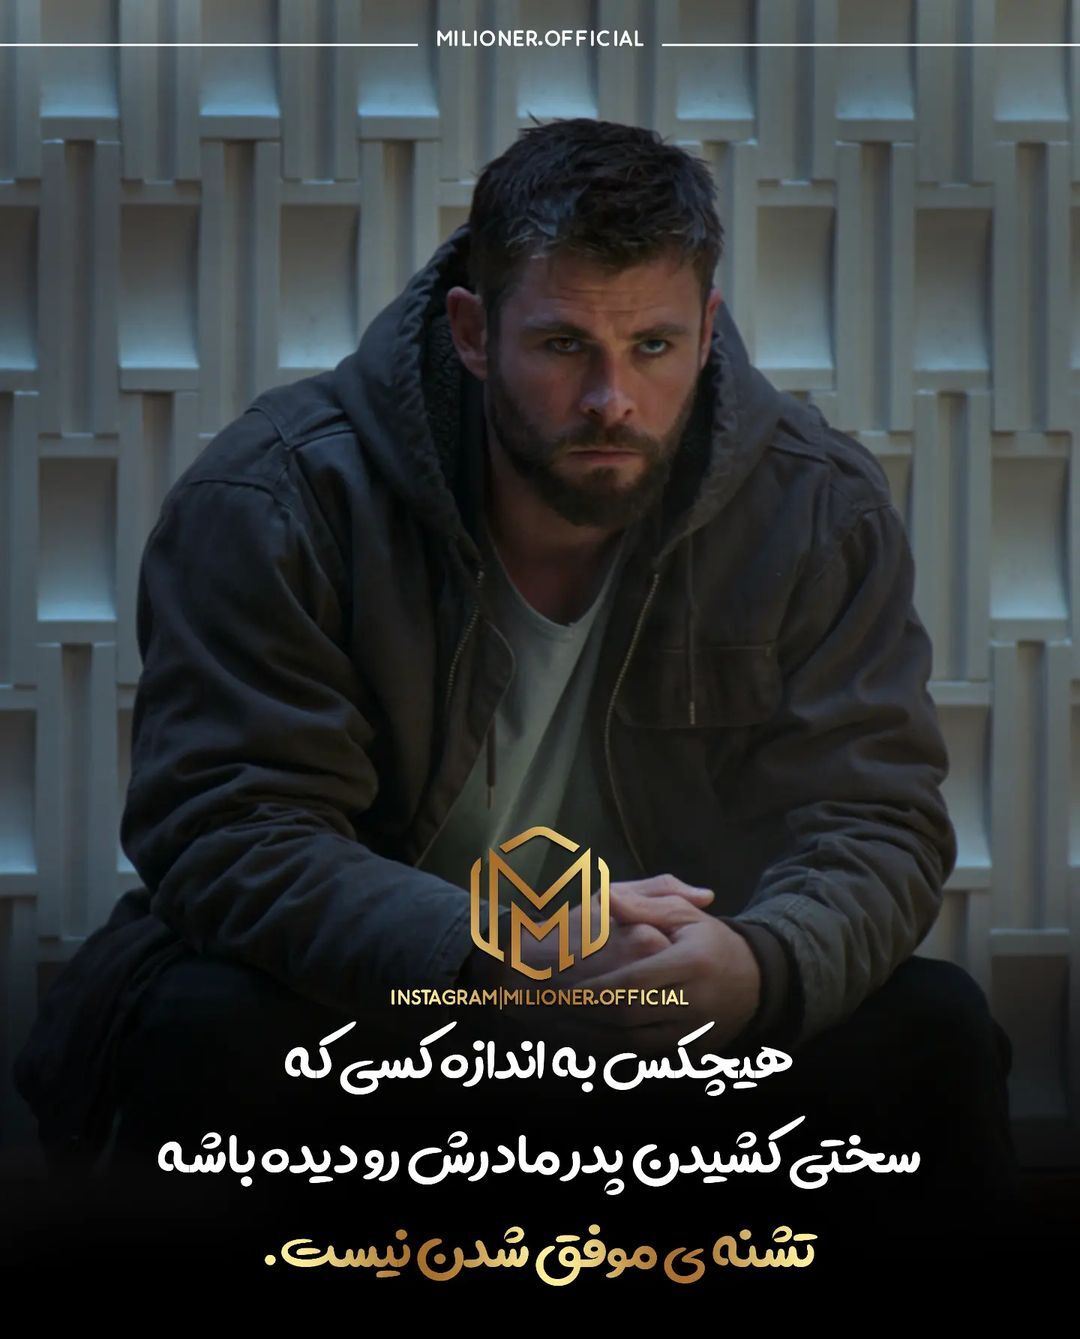 MILIONER.OFFICIAL
INSTAGRAM|MILIONER.OFFICIAL
هیچکس به اندازه کسی که
سختی کشیدن پدر مادرش رو دیده باشه
تشنه ی موفق شدن نیست.